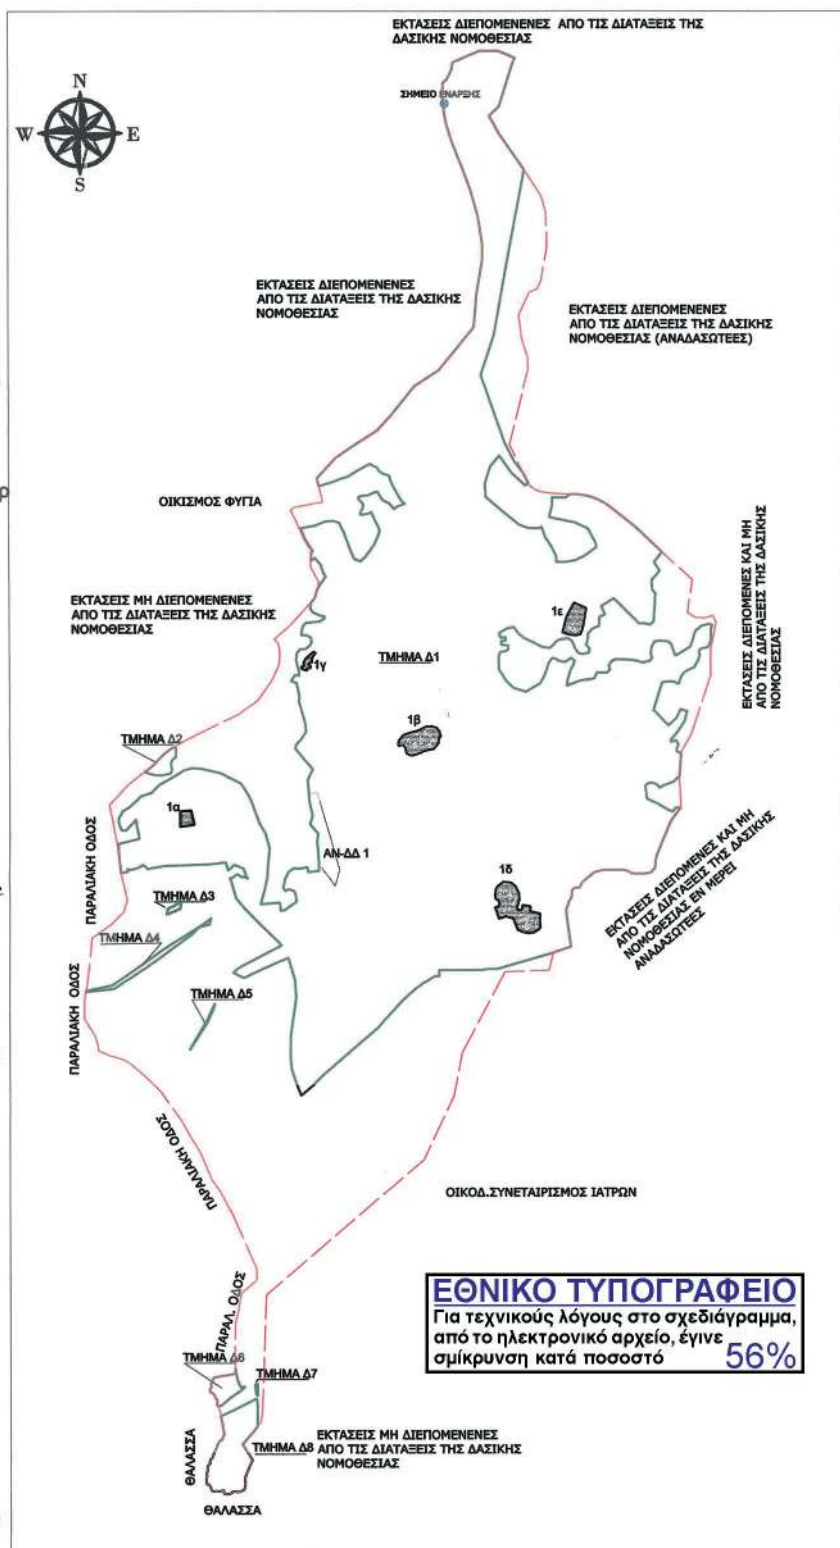 ΕΚΤΑΣΕΙΣ ΔΙΕΠΟΜΕΝΕΝΕΣ ΑΠΟ ΤΙΣ ΔΙΑΤΑΞΕΙΣ ΤΗΣ
ΔΑΣΙΚΗΣ ΝΟΜΟΘΕΣΙΑΣ
N
W
E
S
ΣΗΜΕΙΟ ΕΝΑΡΞΗΣ
ΕΚΤΑΣΕΙΣ ΔΙΕΠΟΜΕΝΕΝΕΣ
ΑΠΟ ΤΙΣ ΔΙΑΤΑΞΕΙΣ ΤΗΣ ΔΑΣΙΚΗΣ
ΝΟΜΟΘΕΣΙΑΣ
ΕΚΤΑΣΕΙΣ ΔΙΕΠΟΜΕΝΕΝΕΣ
ΑΠΟ ΤΙΣ ΔΙΑΤΑΞΕΙΣ ΤΗΣ ΔΑΣΙΚΗΣ
ΝΟΜΟΘΕΣΙΑΣ (ΑΝΑΔΑΣΩΤΕΕΣ)
ΟΙΚΙΣΜΟΣ ΦΥΓΙΑ
ΕΚΤΑΣΕΙΣ ΜΗ ΔΙΕΠΟΜΕΝΕΝΕΣ
ΑΠΟ ΤΙΣ ΔΙΑΤΑΞΕΙΣ ΤΗΣ ΔΑΣΙΚΗΣ
ΝΟΜΟΘΕΣΙΑΣ
ΕΚΤΑΣΕΙΣ ΔΙΕΠΟΜΕΝΕΣ ΚΑΙ ΜΗ
ΑΠΟ ΤΙΣ ΔΙΑΤΑΞΕΙΣ ΤΗΣ ΔΑΣΙΚΗΣ
ΝΟΜΟΘΕΣΙΑΣ
1ε
1γ
ΤΜΗΜΑ Δ1
1β
ΤΜΗΜΑ Δ2
1α
ΑΝ-ΔΔ 1
1δ
ΕΚΤΑΣΕΙΣ ΔΙΕΠΟΜΕΝΕΣ ΚΑΙ ΜΗ
ΑΠΟ ΤΙΣ ΔΙΑΤΑΞΕΙΣ ΤΗΣ ΔΑΣΙΚΗΣ
ΝΟΜΟΘΕΣΙΑΣ ΕΝ ΜΕΡΕΙ
ΑΝΑΔΑΣΩΤΕΕΣ
ΠΑΡΑΛΙΑΚΗ ΟΔΟΣ
ΤΜΗΜΑ Δ3
ΤΜΗΜΑ Δ4
ΠΑΡΑΛΙΑΚΗ ΟΔΟΣ
ΤΜΗΜΑ Δ5
ΠΑΡΑΛΙΑΚΗ ΟΔΟΣ
ΟΙΚΟΔ.ΣΥΝΕΤΑΙΡΙΣΜΟΣ ΙΑΤΡΩΝ
ΕΘΝΙΚΟ ΤΥΠΟΓΡΑΦΕΙΟ
Για τεχνικούς λόγους στο σχεδιάγραμμα,
από το ηλεκτρονικό αρχείο, έγινε
σμίκρυνση κατά ποσοστό 56%
ΠΑΡΑΛ. ΟΔΟΣ
ΤΜΗΜΑ Δ6
ΤΜΗΜΑ Δ7
ΤΜΗΜΑ Δ8
ΕΚΤΑΣΕΙΣ ΜΗ ΔΙΕΠΟΜΕΝΕΝΕΣ
ΑΠΟ ΤΙΣ ΔΙΑΤΑΞΕΙΣ ΤΗΣ ΔΑΣΙΚΗΣ
ΝΟΜΟΘΕΣΙΑΣ
ΘΑΛΑΣΣΑ
ΘΑΛΑΣΣΑ